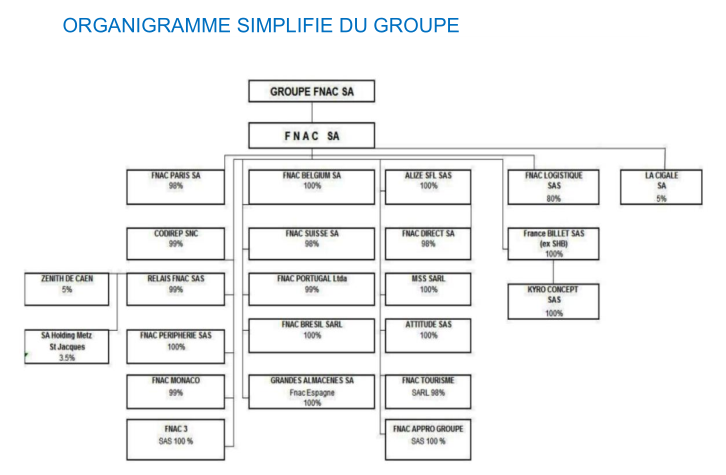 ORGANIGRAMME SIMPLIFIE DU GROUPE
GROUPE FNAC SA
FNAC SA
FNAC PARIS SA
98%
FNAC BELGIUM SA
100%
ALIZE SFL SAS
100%
FNAC LOGISTIQUE
SAS
80%
LA CIGALE
SA
5%
CODIREP SNC
99%
FNAC SUISSE SA
98%
FNAC DIRECT SA
98%
France BILLET SAS
(ex SHB)
100%
ZENITH DE CAEN
5%
RELAIS FNAC SAS
99%
FNAC PORTUGAL Ltda
99%
MSS SARL
100%
KYRO CONCEPT
SAS
100%
SA Holding Metz
St Jacques
3.5%
FNAC PERIPHERIE SAS
100%
FNAC BRESIL SARL
100%
ATTITUDE SAS
100%
FNAC MONACO
99%
GRANDES ALMACENES SA
Fnac Espagne
100%
FNAC TOURISME
SARL 98%
FNAC 3
SAS 100 %
FNAC APPRO GROUPE
SAS 100 %